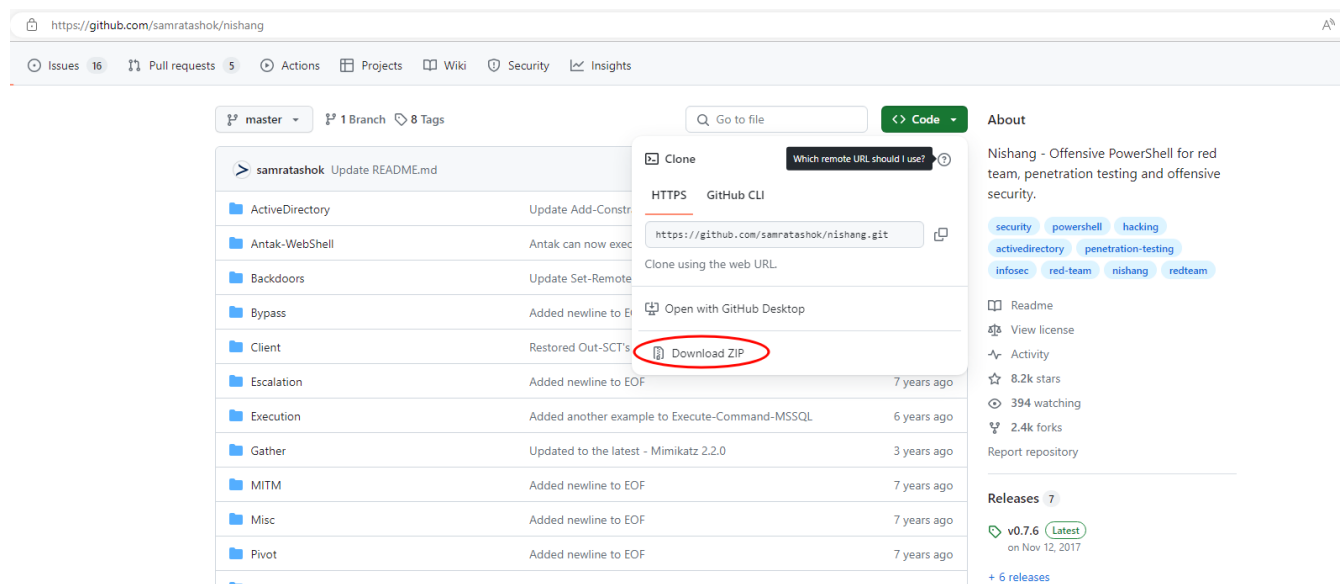 https://github.com/samratashok/nishang
Issues 16 Pull requests 5 Actions Projects Wiki Security Insights
master 1 Branch 8 Tags Go to file Code
About
Clone Which remote URL should I use?
Nishang - Offensive PowerShell for red
team, penetration testing and offensive
security.
samratashok Update README.md
HTTPS GitHub CLI
ActiveDirectory Update Add-Constr
security powershell hacking
https://github.com/samratashok/nishang.git
Antak-WebShell Antak can now exec
activedirectory penetration-testing
Clone using the web URL.
infosec red-team nishang redteam
Backdoors Update Set-Remote
Readme
Open with GitHub Desktop
Bypass Added newline to E
View license
Client Restored Out-SCT's
Download ZIP
Activity
8.2k stars
Escalation Added newline to EOF 7 years ago
394 watching
Execution Added another example to Execute-Command-MSSQL 6 years ago
2.4k forks
Gather Updated to the latest - Mimikatz 2.2.0 3 years ago
Report repository
MITM Added newline to EOF 7 years ago
Releases 7
Misc Added newline to EOF 7 years ago
v0.7.6 Latest
on Nov 12, 2017
Pivot Added newline to EOF 7 years ago
+ 6 releases